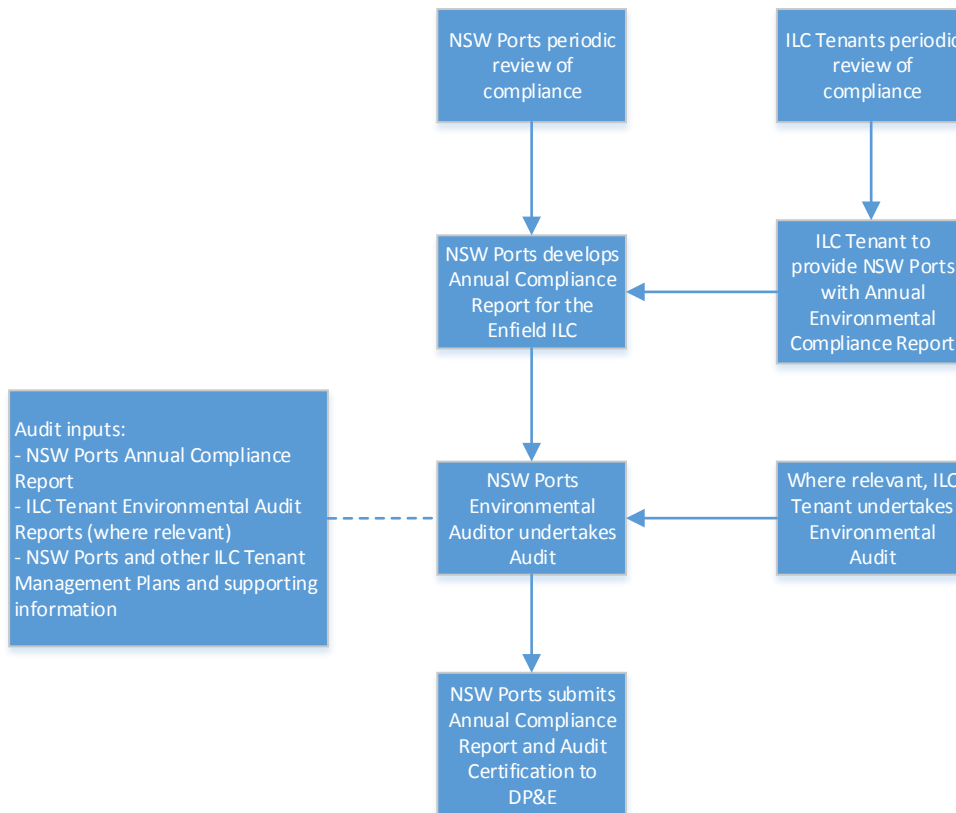 NSW Ports periodic
review of
compliance
ILC Tenants periodic
review of
compliance
NSW Ports develops
Annual Compliance
Report for the
Enfield ILC
ILC Tenant to
provide NSW Ports
with Annual
Environmental
Compliance Report
Audit inputs:
- NSW Ports Annual Compliance
Report
- ILC Tenant Environmental Audit
Reports (where relevant)
- NSW Ports and other ILC Tenant
Management Plans and supporting
information
NSW Ports
Environmental
Auditor undertakes
Audit
Where relevant, ILC
Tenant undertakes
Environmental
Audit
NSW Ports submits
Annual Compliance
Report and Audit
Certification to
DP&E